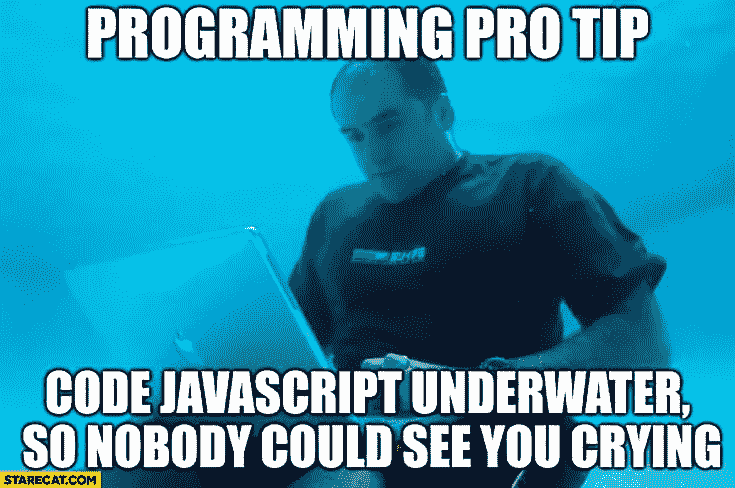 PROGRAMMING PRO TIP
CODE JAVASCRIPT UNDERWATER,
SO NOBODY COULD SEE YOU CRYING
STARECAT.COM